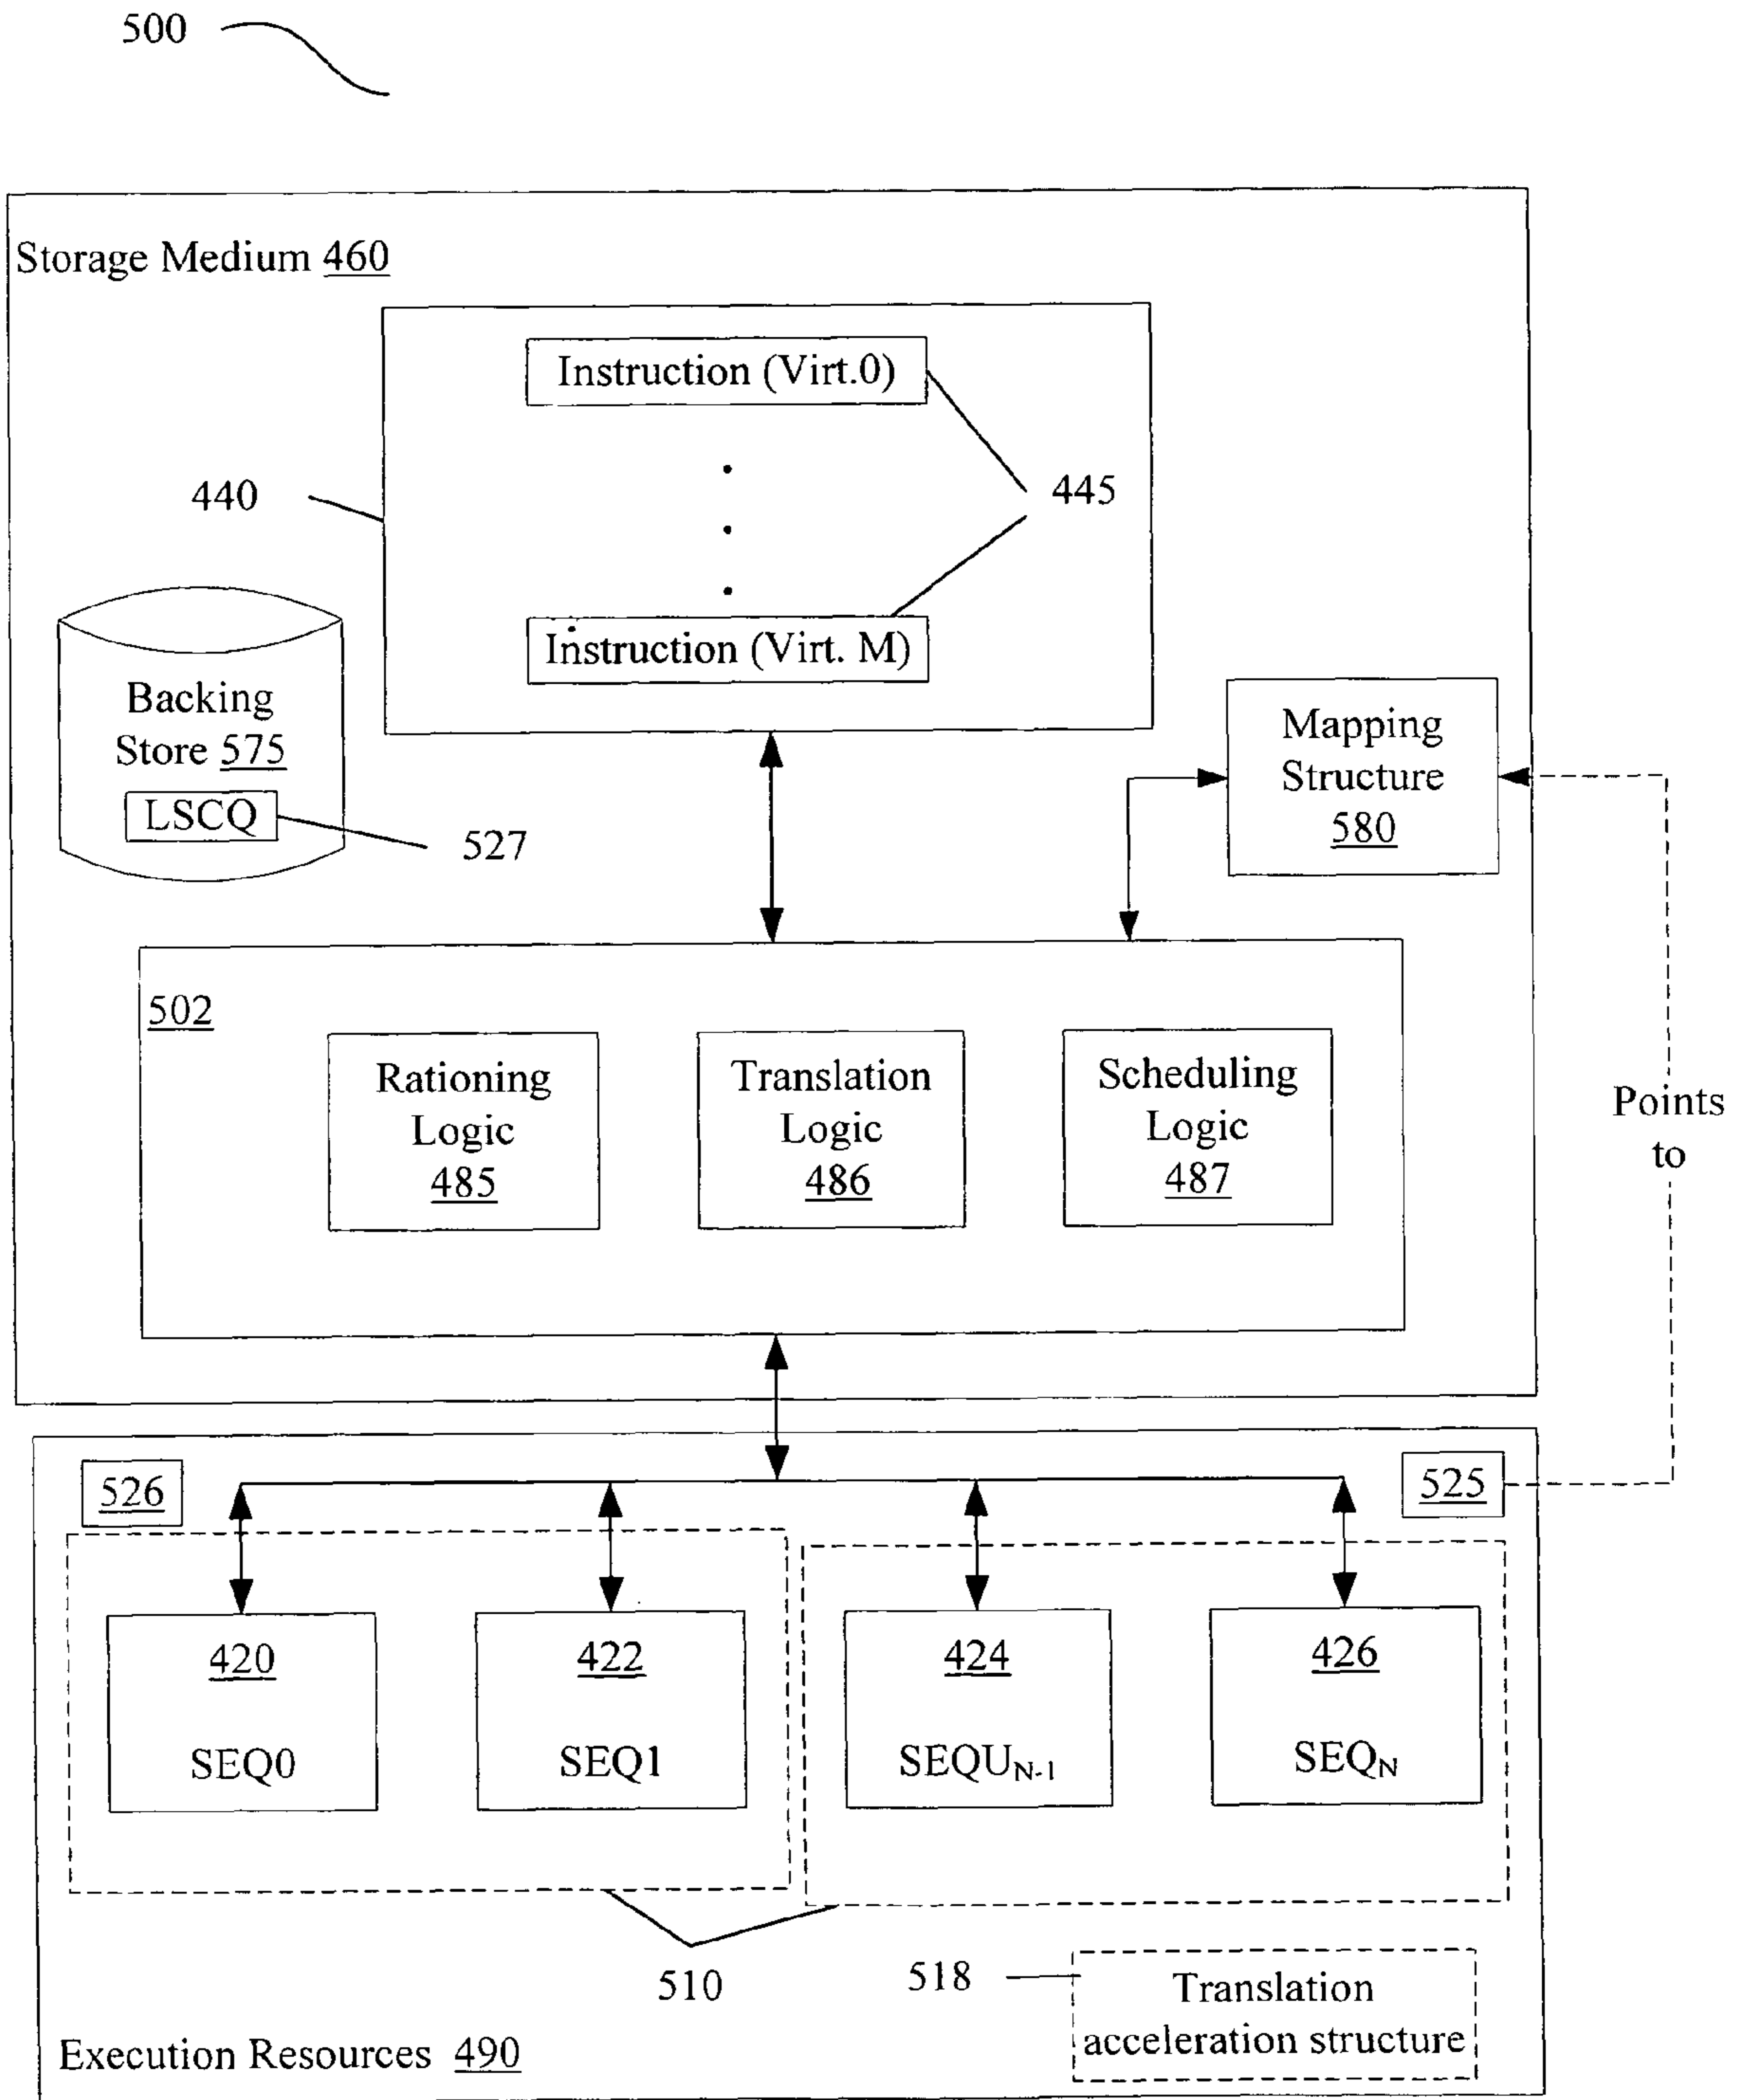 500
Storage Medium 460
Instruction (Virt.0)
440
445
Instruction (Virt. M)
Backing
Store 575
LSCQ
527
Mapping
Structure
580
502
Rationing
Logic
485
Translation
Logic
486
Scheduling
Logic
487
Points
to
526
525
420
SEQ0
422
SEQ1
424
SEQUN-1
426
SEQN
510
518
Translation
acceleration structure
Execution Resources 490